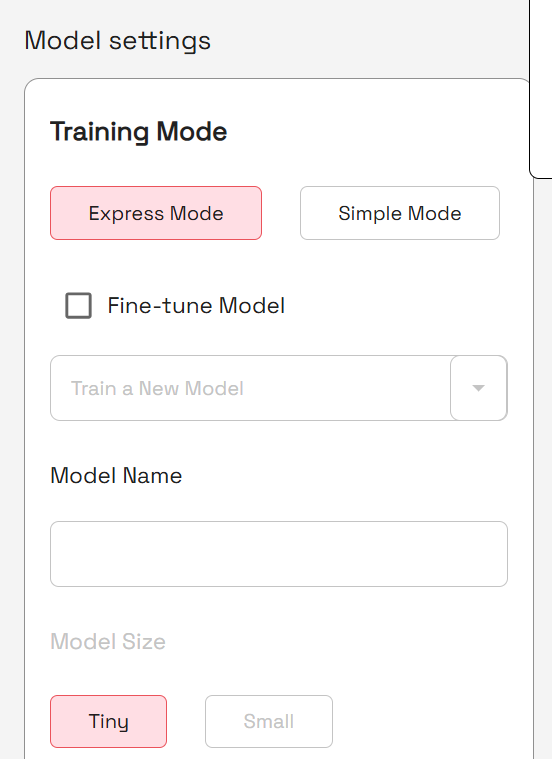 Model settings
Training Mode
Express Mode Simple Mode
Fine-tune Model
Train a New Model
Model Name
Model Size
Tiny Small